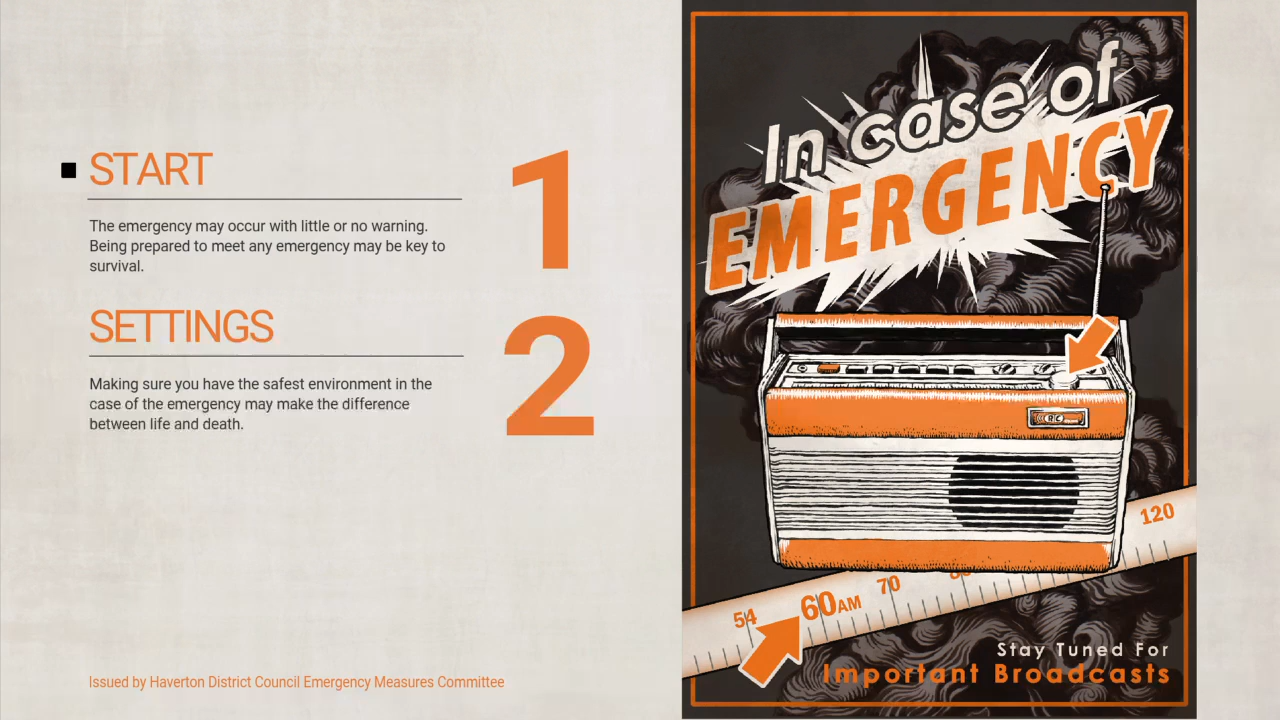 START
1
The emergency may occur with little or no warning.
Being prepared to meet any emergency may be key to
survival.
SETTINGS
2
Making sure you have the safest environment in the
case of the emergency may make the difference
between life and death.
Issued by Haverton District Council Emergency Measures Committee
In case of
EMERGENCY
120
70
60AM
54
Stay Tuned For
Important Broadcasts